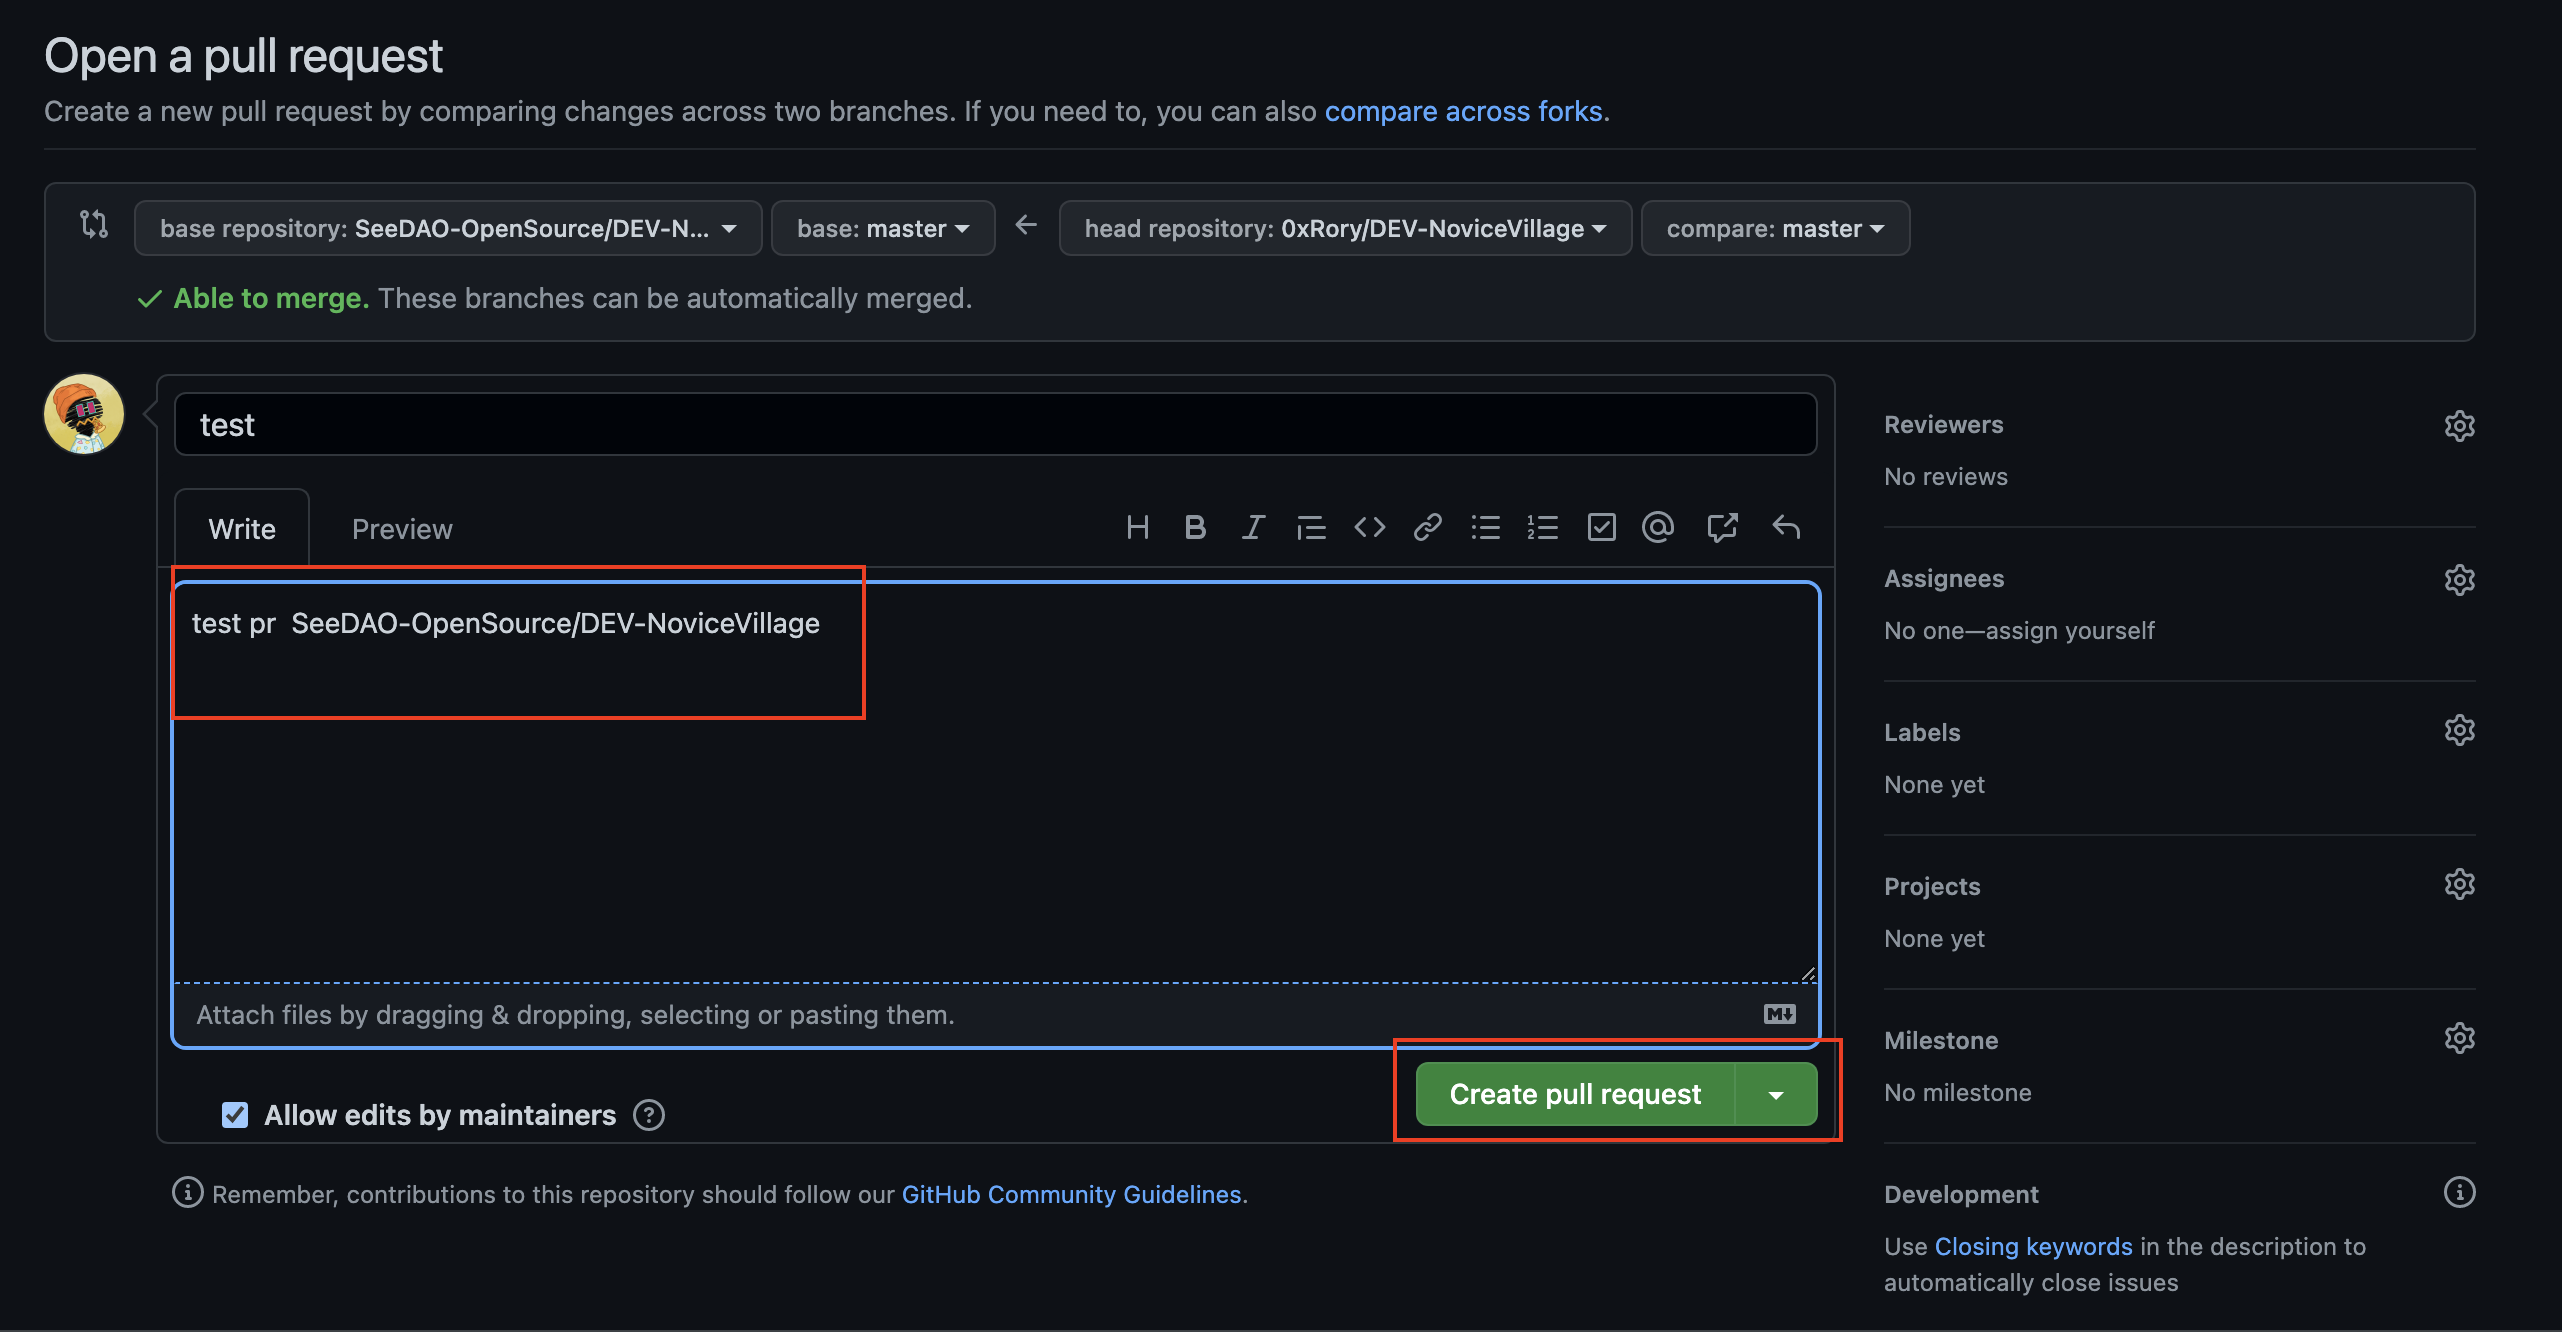 Open a pull request
Create a new pull request by comparing changes across two branches. If you need to, you can also compare across forks.
base repository: SeeDAO-OpenSource/DEV-N... base: master head repository: 0xRory/DEV-NoviceVillage compare: master
Able to merge. These branches can be automatically merged.
test
Write Preview
test pr  SeeDAO-OpenSource/DEV-NoviceVillage
Attach files by dragging & dropping, selecting or pasting them.
Allow edits by maintainers
Create pull request
Remember, contributions to this repository should follow our GitHub Community Guidelines.
Reviewers
No reviews
Assignees
No one—assign yourself
Labels
None yet
Projects
None yet
Milestone
No milestone
Development
Use Closing keywords in the description to
automatically close issues